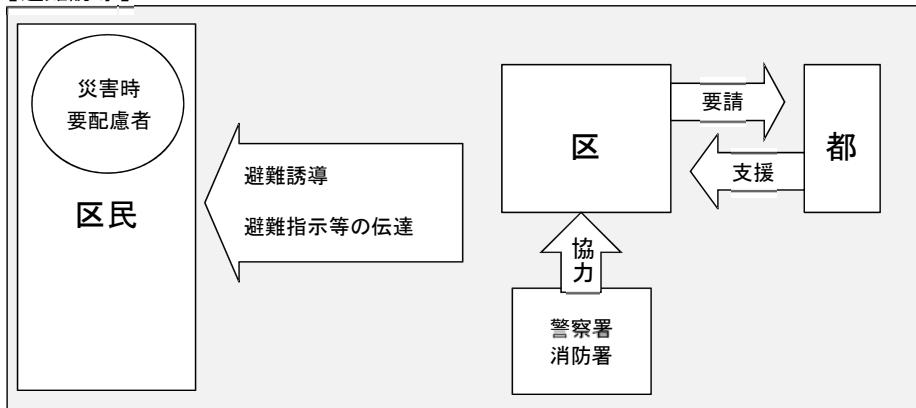 災害時
要配慮者
区民
避難誘導
避難指示等の伝達
区
要請
支援
都
協
力
警察署
消防署